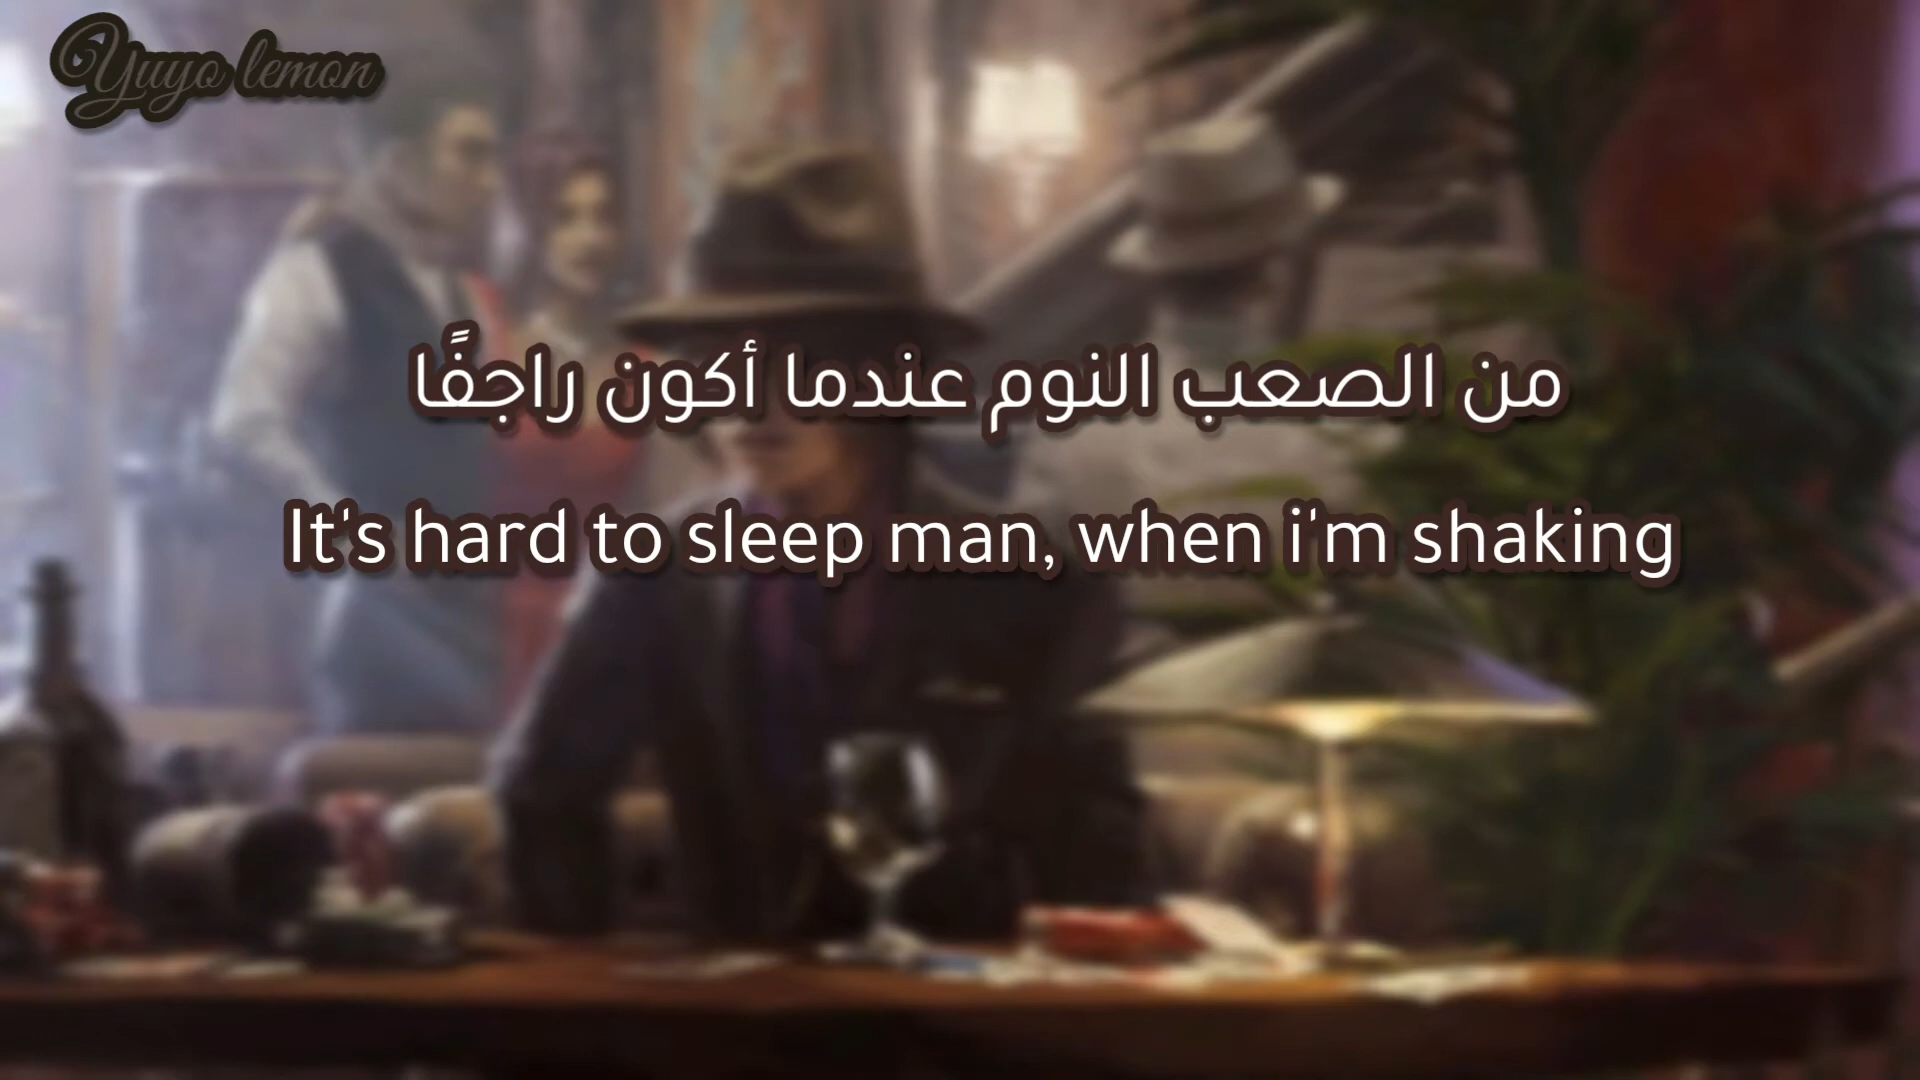 Yuyo lemon
من الصعب النوم عندما أكون راجفًا
It's hard to sleep man, when i'm shaking